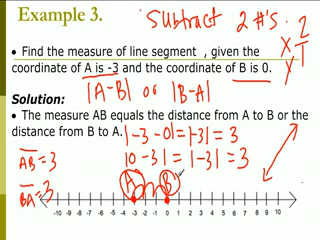 Example 3.
Subtract 2 #'s.
X Y Z T
• Find the measure of line segment , given the
coordinate of A is -3 and the coordinate of B is 0.
|A-B| or |B-A|
Solution:
• The measure AB equals the distance from A to B or the
distance from B to A.
|-3-0|=|-3|=3
AB=3
|0-3|=|-3|=3
BA=3
A B
-10 -9 -8 -7 -6 -5 -4 -3 -2 -1 0 1 2 3 4 5 6 7 8 9 10